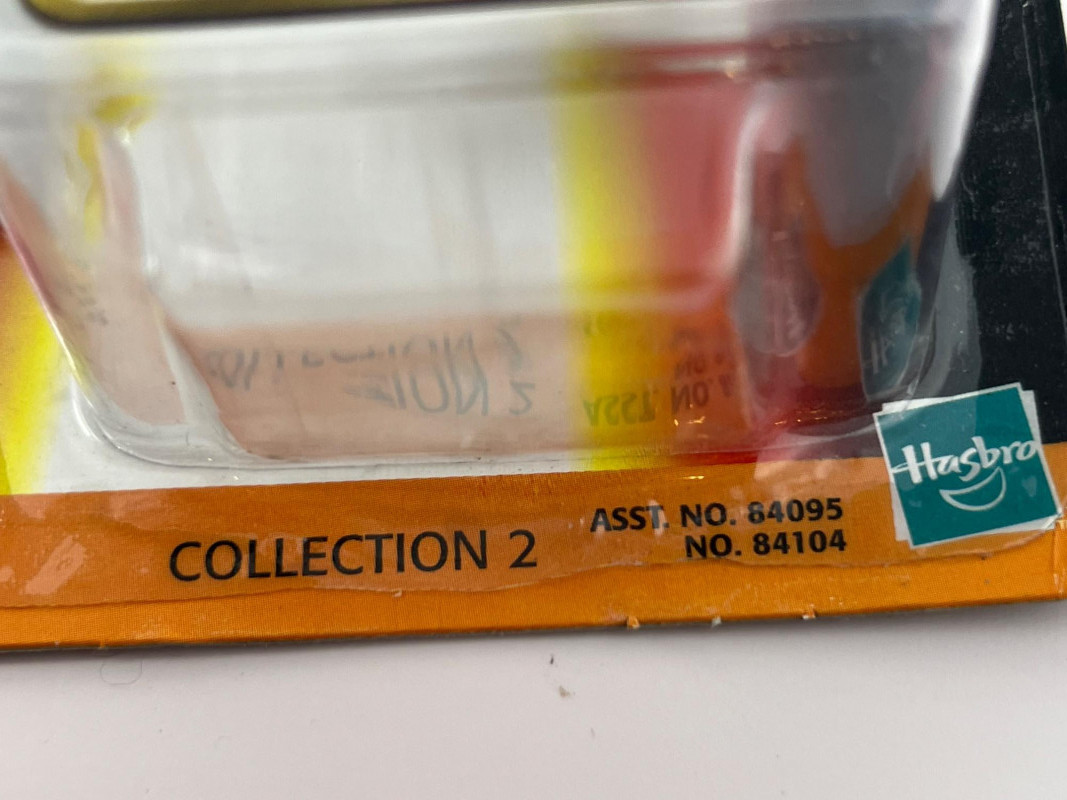 COLLECTION 2
ASST. NO. 84095
NO. 84104
Hasbro